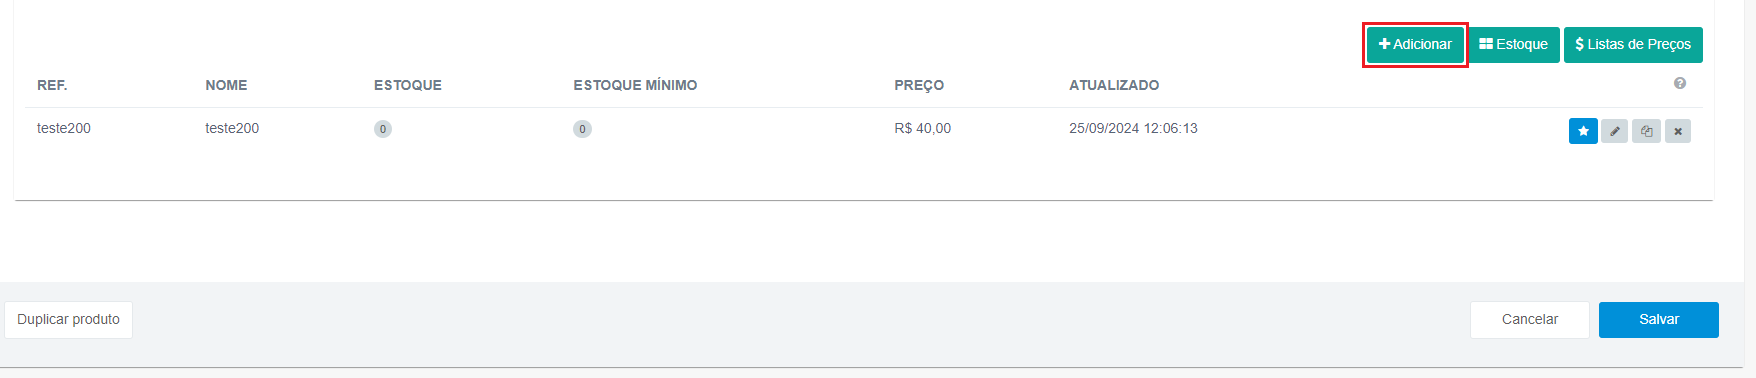 Adicionar Estoque $ Listas de Preços
REF. NOME ESTOQUE ESTOQUE MÍNIMO PREÇO ATUALIZADO ?
teste200 teste200 0 0 R$ 40,00 25/09/2024 12:06:13
Duplicar produto Cancelar Salvar